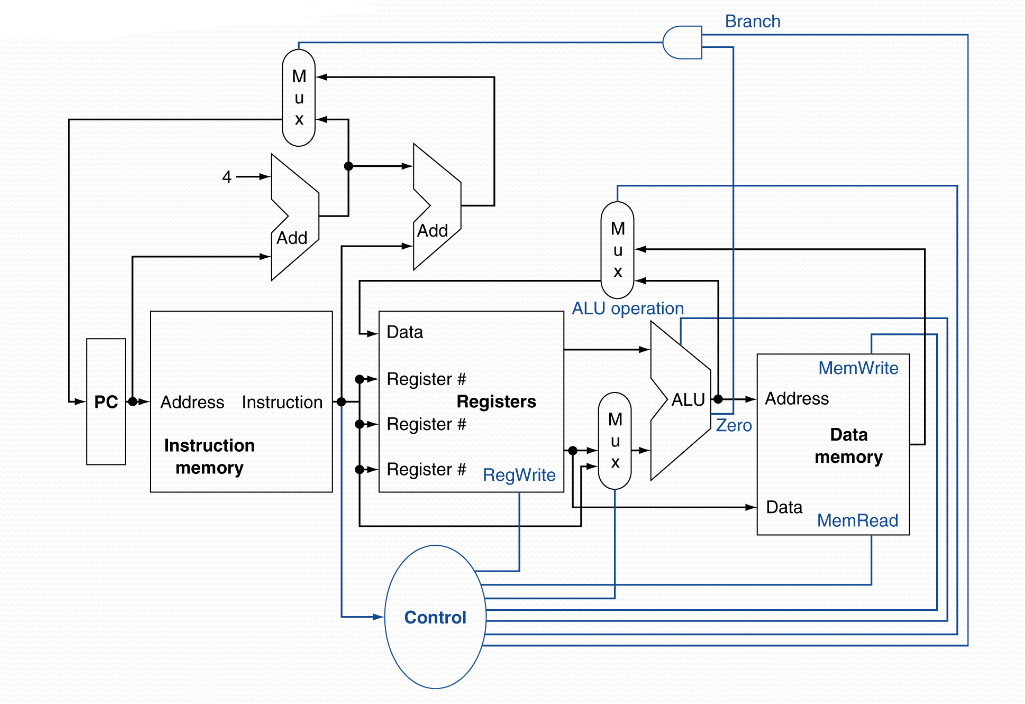 Branch
M
u
x
4
Add
Add
M
u
x
ALU operation
Data
Register #
Register #
Register #
Registers
RegWrite
PC
Address
Instruction
Instruction
memory
M
u
x
ALU
Zero
MemWrite
Address
Data
memory
Data
MemRead
Control